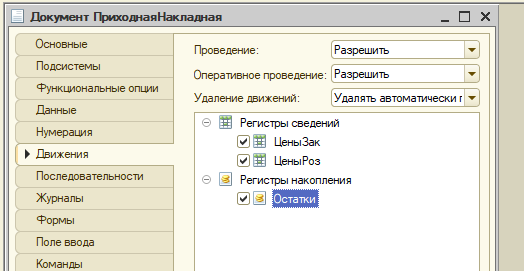 Документ ПриходнаяНакладная
Основные
Подсистемы
Функциональные опции
Данные
Нумерация
Движения
Последовательности
Журналы
Формы
Поле ввода
Команды
Проведение: Разрешить
Оперативное проведение: Разрешить
Удаление движений: Удалять автоматически г
Регистры сведений
ЦеныЗак
ЦеныРоз
Регистры накопления
Остатки